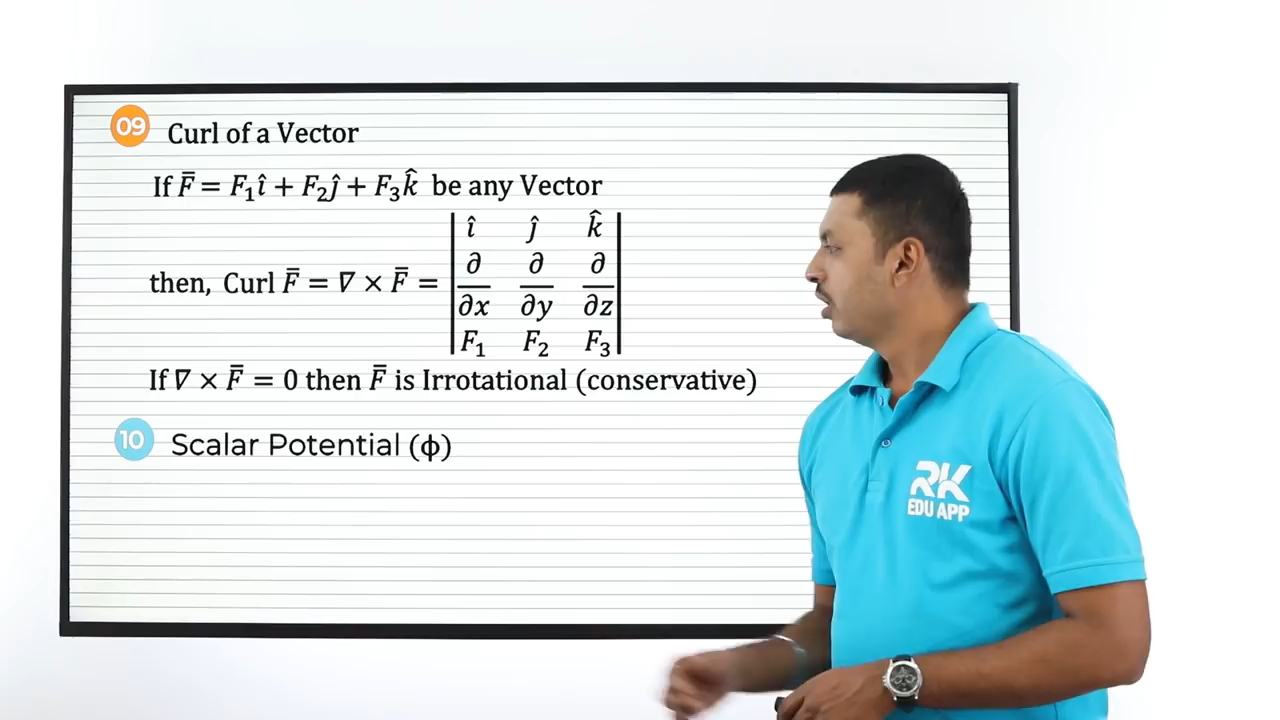 09 Curl of a Vector
If F̅ = F₁î + F₂ĵ + F₃k̂ be any Vector
then, Curl F̅ = ∇ × F̅ = | î ĵ k̂ |
| ∂/∂x ∂/∂y ∂/∂z |
| F₁ F₂ F₃ |
If ∇ × F̅ = 0 then F̅ is Irrotational (conservative)
10 Scalar Potential (ϕ)
RK
EDU APP